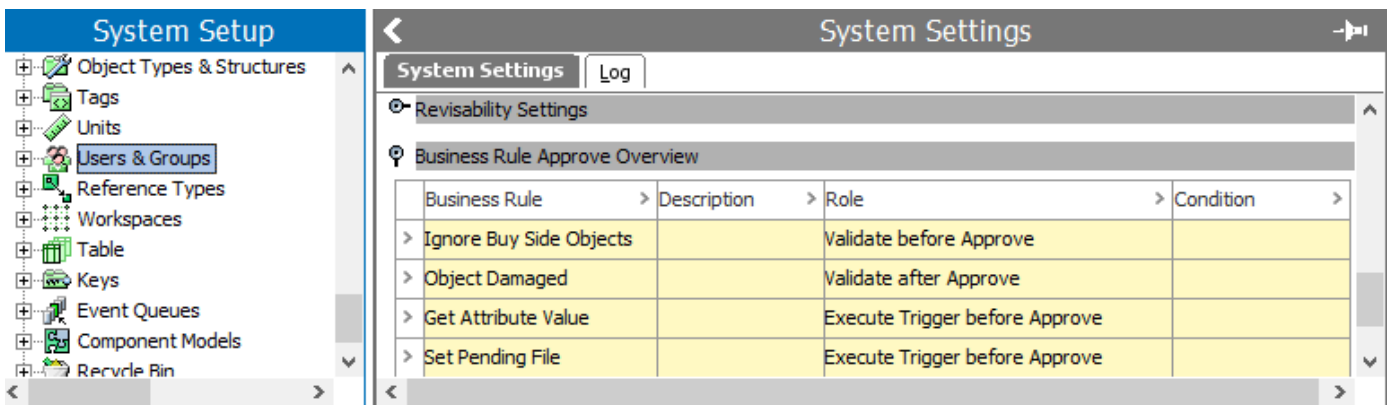 System Setup
Object Types & Structures
Tags
Units
Users & Groups
Reference Types
Workspaces
Table
Keys
Event Queues
Component Models
Recycle Bin
System Settings
System Settings Log
Revisability Settings
Business Rule Approve Overview
Business Rule > Description > Role > Condition >
> Ignore Buy Side Objects Validate before Approve
> Object Damaged Validate after Approve
> Get Attribute Value Execute Trigger before Approve
> Set Pending File Execute Trigger before Approve